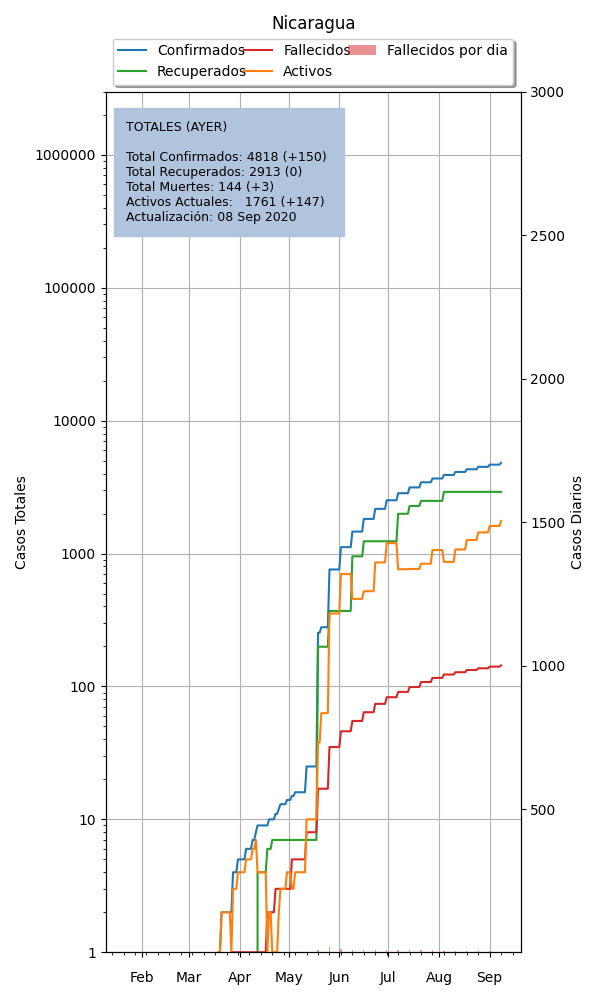 Nicaragua
Confirmados
Recuperados
Fallecidos
Activos
Fallecidos por dia
TOTALES (AYER)
Total Confirmados: 4818 (+150)
Total Recuperados: 2913 (0)
Total Muertes: 144 (+3)
Activos Actuales: 1761 (+147)
Actualización: 08 Sep 2020
Casos Totales
1000000
100000
10000
1000
100
10
1
Casos Diarios
3000
2500
2000
1500
1000
500
Feb Mar Apr May Jun Jul Aug Sep